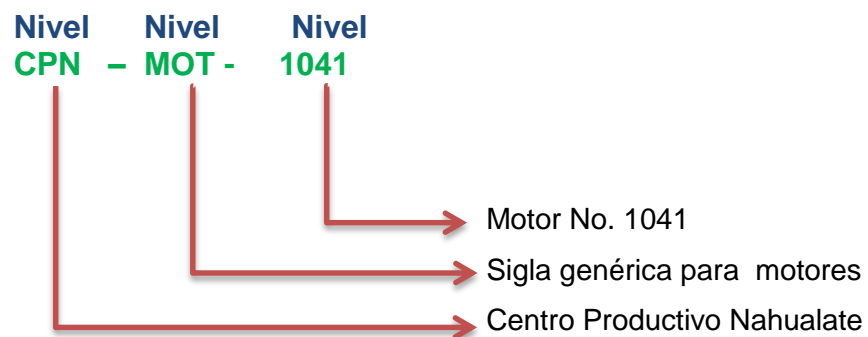 Nivel Nivel Nivel
CPN – MOT - 1041
Motor No. 1041
Sigla genérica para motores
Centro Productivo Nahualate